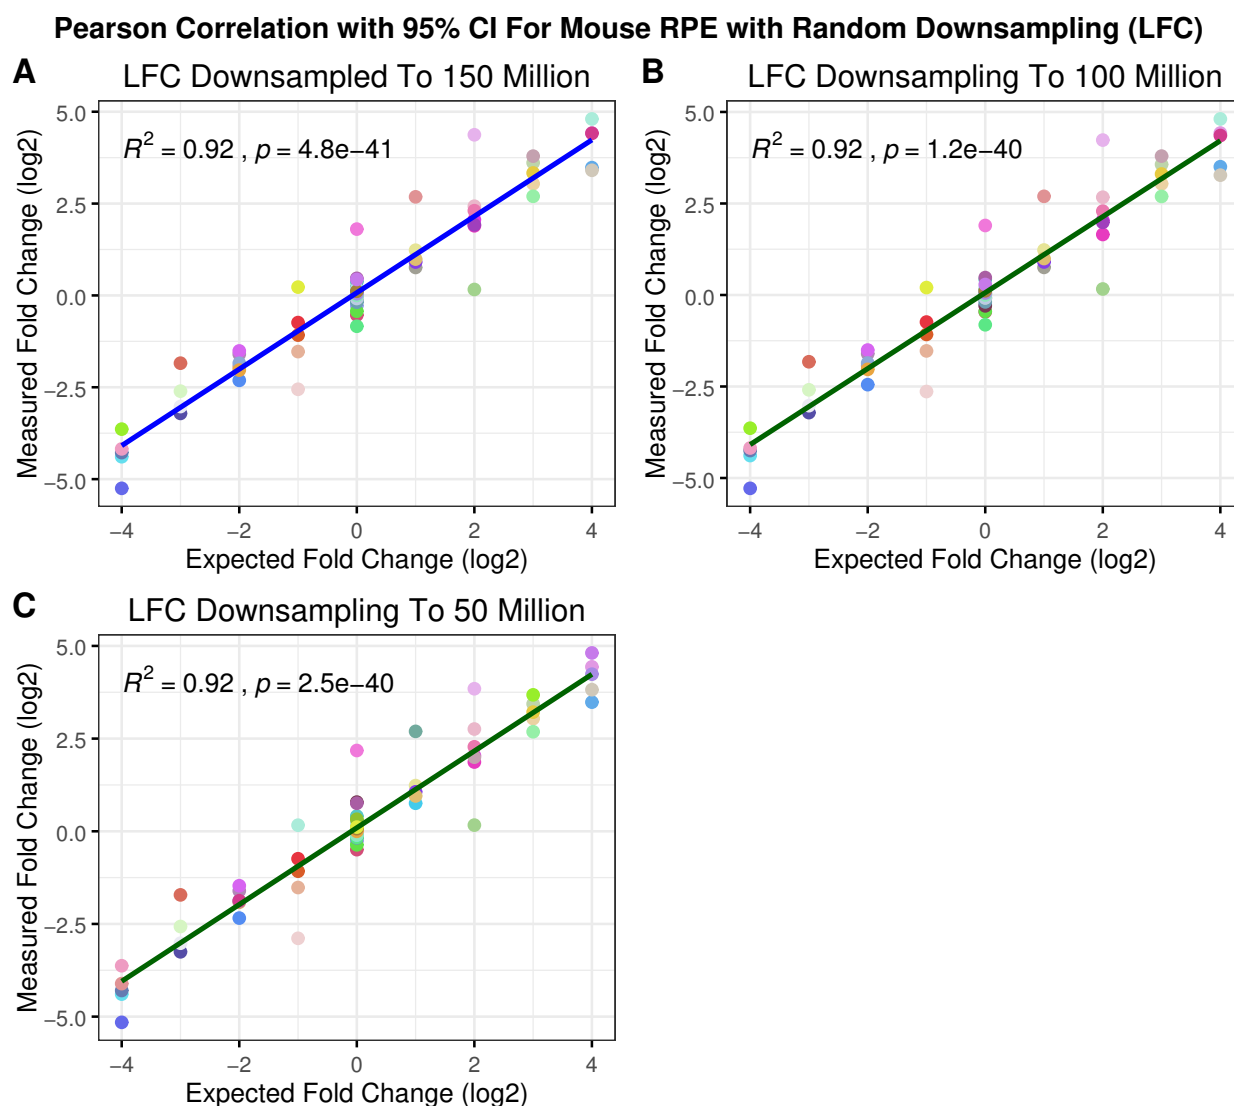 Pearson Correlation with 95% CI For Mouse RPE with Random Downsampling (LFC)
A
LFC Downsampled To 150 Million
R² = 0.92 , p = 4.8e−41
Measured Fold Change (log2)
5.0
2.5
0.0
−2.5
−5.0
−4 −2 0 2 4
Expected Fold Change (log2)
B
LFC Downsampling To 100 Million
R² = 0.92 , p = 1.2e−40
Measured Fold Change (log2)
5.0
2.5
0.0
−2.5
−5.0
−4 −2 0 2 4
Expected Fold Change (log2)
C
LFC Downsampling To 50 Million
R² = 0.92 , p = 2.5e−40
Measured Fold Change (log2)
5.0
2.5
0.0
−2.5
−5.0
−4 −2 0 2 4
Expected Fold Change (log2)